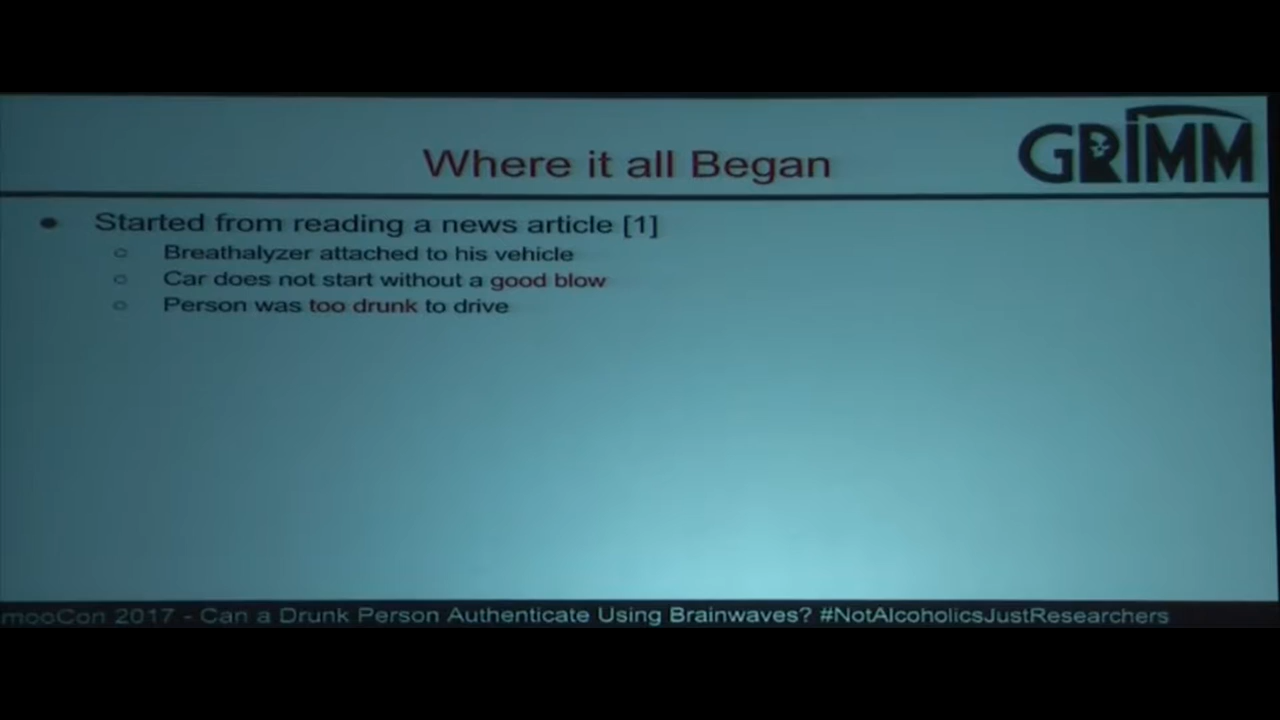 GRIMM
Where it all Began
● Started from reading a news article [1]
○ Breathalyzer attached to his vehicle
○ Car does not start without a good blow
○ Person was too drunk to drive
mooCon 2017 - Can a Drunk Person Authenticate Using Brainwaves? #NotAlcoholicsJustResearchers